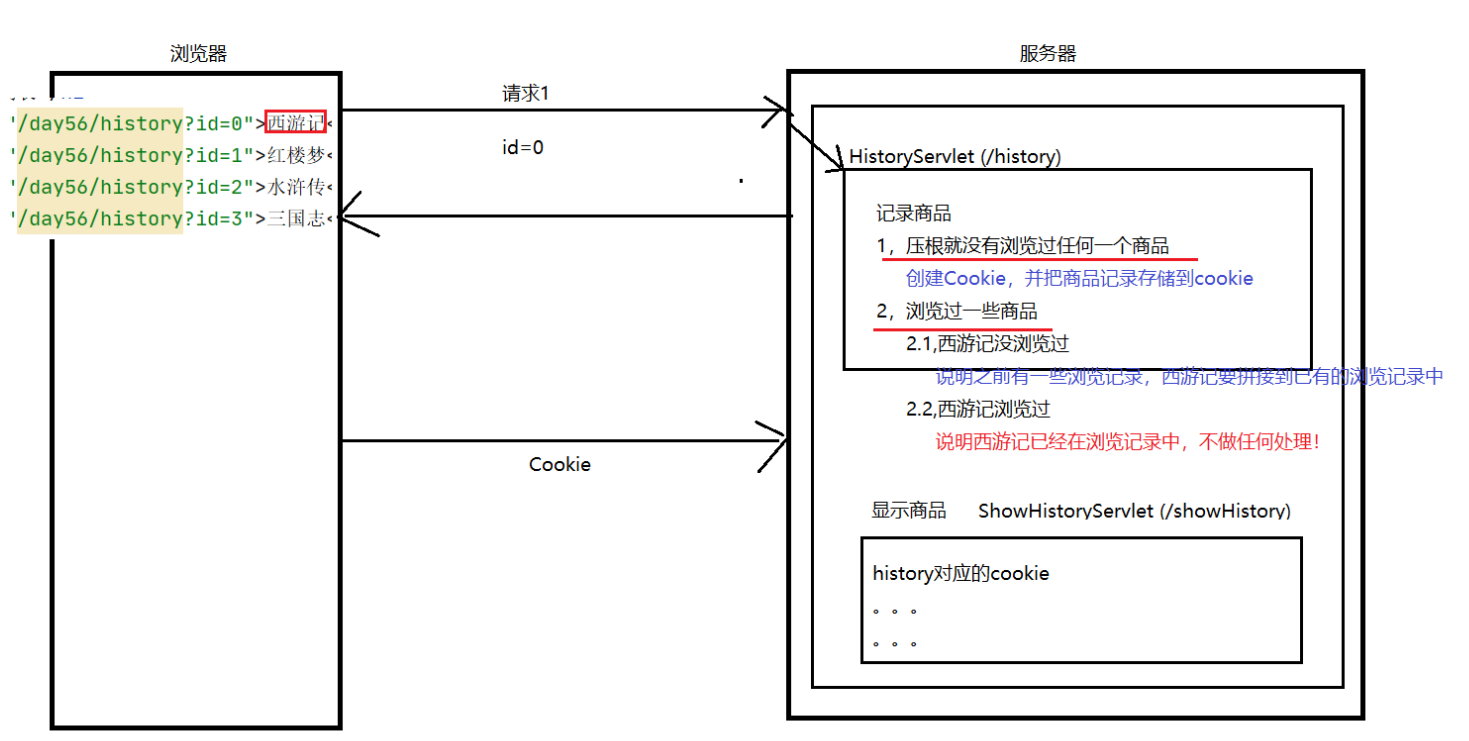 浏览器
服务器
请求1
id=0
'/day56/history?id=0">西游记<
'/day56/history?id=1">红楼梦<
'/day56/history?id=2">水浒传<
'/day56/history?id=3">三国志<
HistoryServlet (/history)
记录商品
1，压根就没有浏览过任何一个商品
创建Cookie，并把商品记录存储到cookie
2，浏览过一些商品
2.1,西游记没浏览过
说明之前有一些浏览记录，西游记要拼接到已有的浏览记录中
2.2,西游记浏览过
说明西游记已经在浏览记录中，不做任何处理！
Cookie
显示商品 ShowHistoryServlet (/showHistory)
history对应的cookie
。。。
。。。